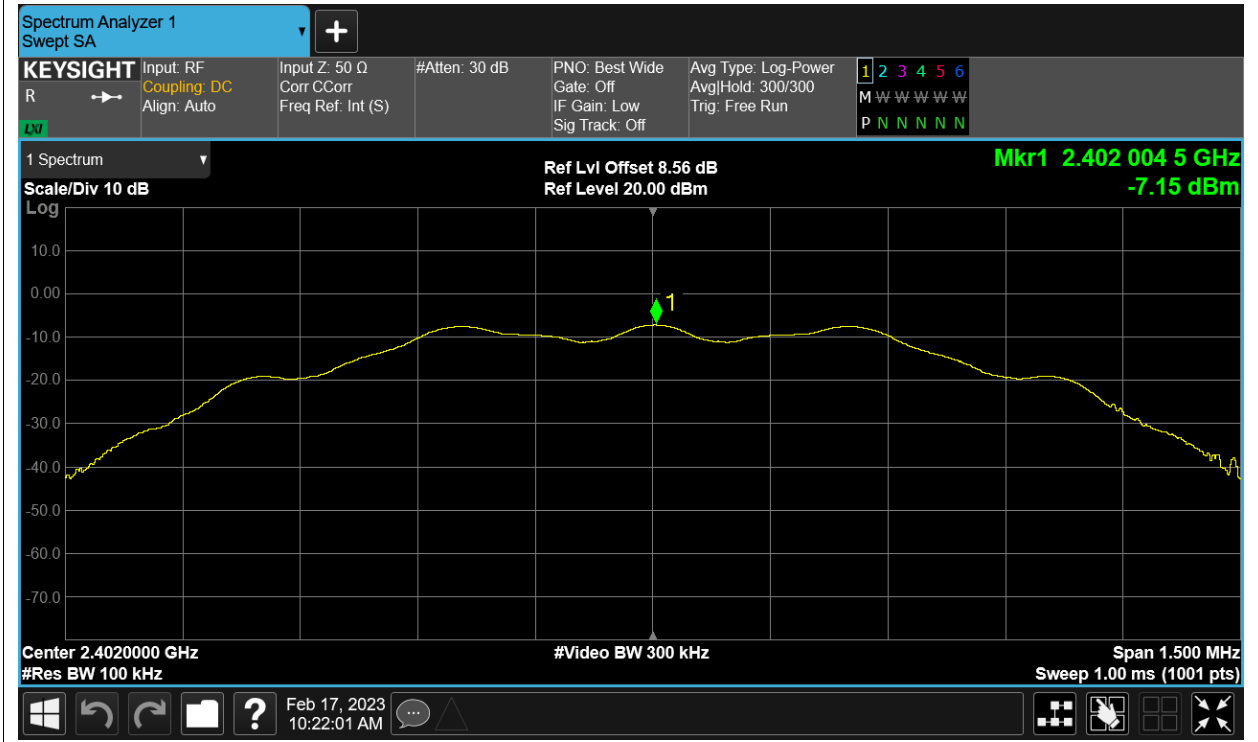 Spectrum Analyzer 1
Swept SA
KEYSIGHT
R
LXI
Input: RF
Coupling: DC
Align: Auto
Input Z: 50 Ω
Corr CCorr
Freq Ref: Int (S)
#Atten: 30 dB
PNO: Best Wide
Gate: Off
IF Gain: Low
Sig Track: Off
Avg Type: Log-Power
Avg|Hold: 300/300
Trig: Free Run
1 2 3 4 5 6
M W W W W W
P N N N N N
1 Spectrum
Scale/Div 10 dB
Log
Ref Lvl Offset 8.56 dB
Ref Level 20.00 dBm
Mkr1 2.402 004 5 GHz
-7.15 dBm
1
10.0
0.00
-10.0
-20.0
-30.0
-40.0
-50.0
-60.0
-70.0
Center 2.4020000 GHz
#Res BW 100 kHz
#Video BW 300 kHz
Span 1.500 MHz
Sweep 1.00 ms (1001 pts)
?
Feb 17, 2023
10:22:01 AM